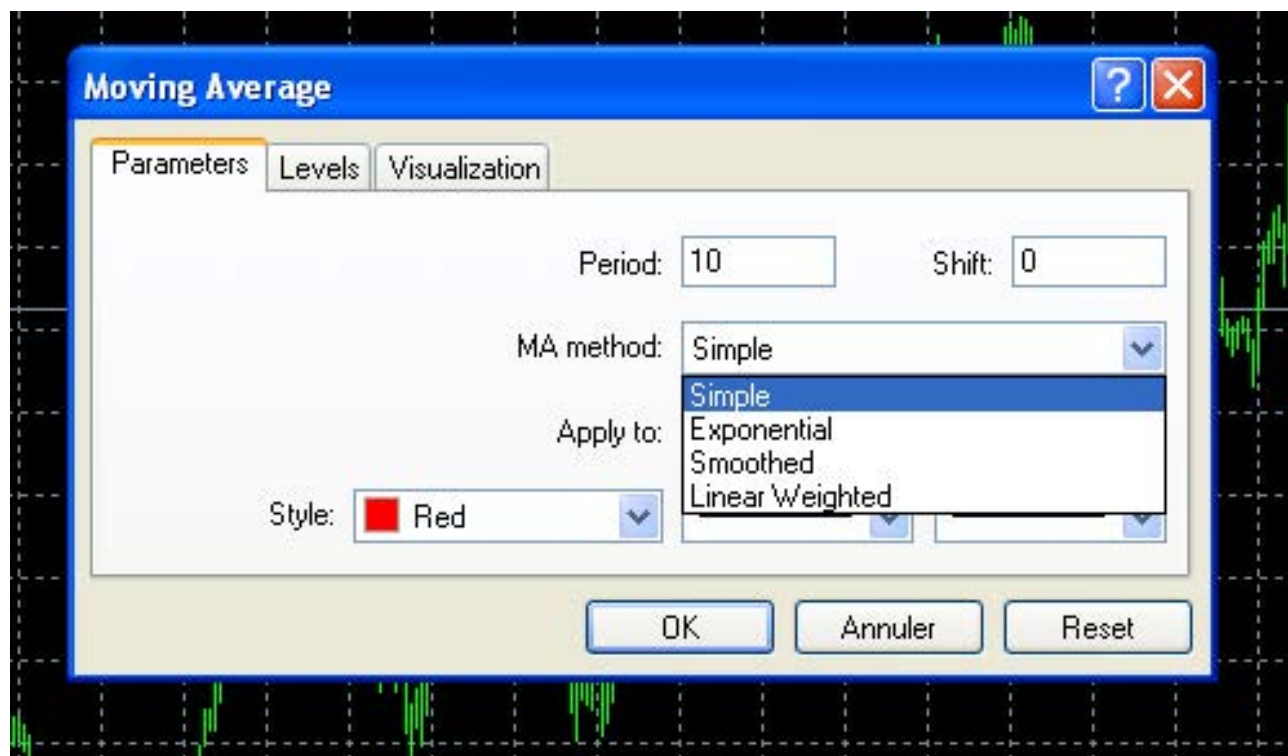 Moving Average
Parameters Levels Visualization
Period: 10 Shift: 0
MA method: Simple
Simple
Apply to: Exponential
Smoothed
Linear Weighted
Style: Red
OK Annuler Reset